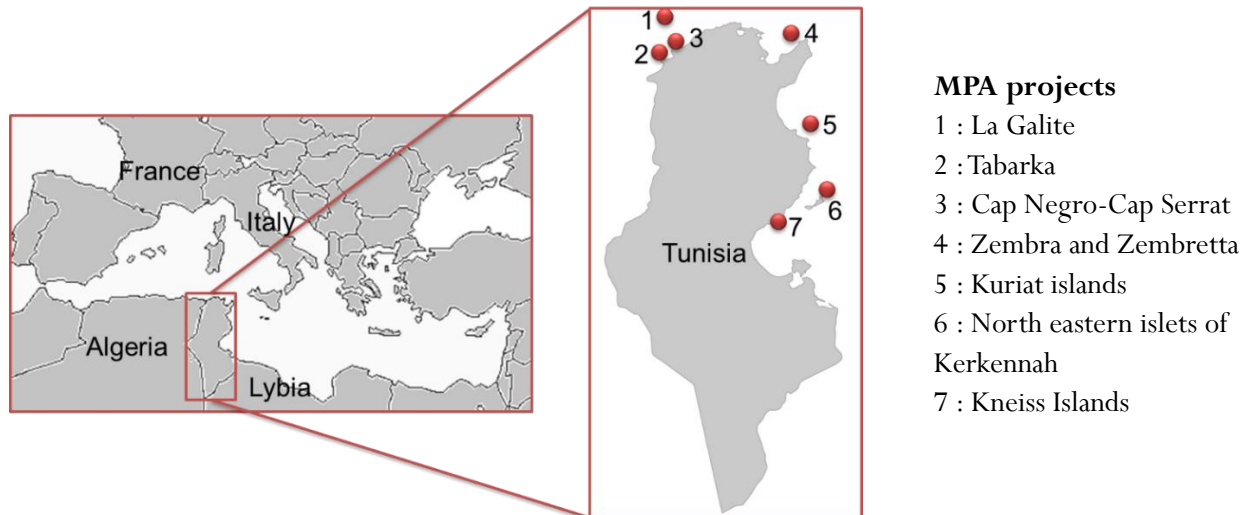 France
Italy
Algeria
Lybia
1
2
3
4
5
6
7
Tunisia
MPA projects
1 : La Galite
2 : Tabarka
3 : Cap Negro-Cap Serrat
4 : Zembra and Zembretta
5 : Kuriat islands
6 : North eastern islets of
Kerkennah
7 : Kneiss Islands